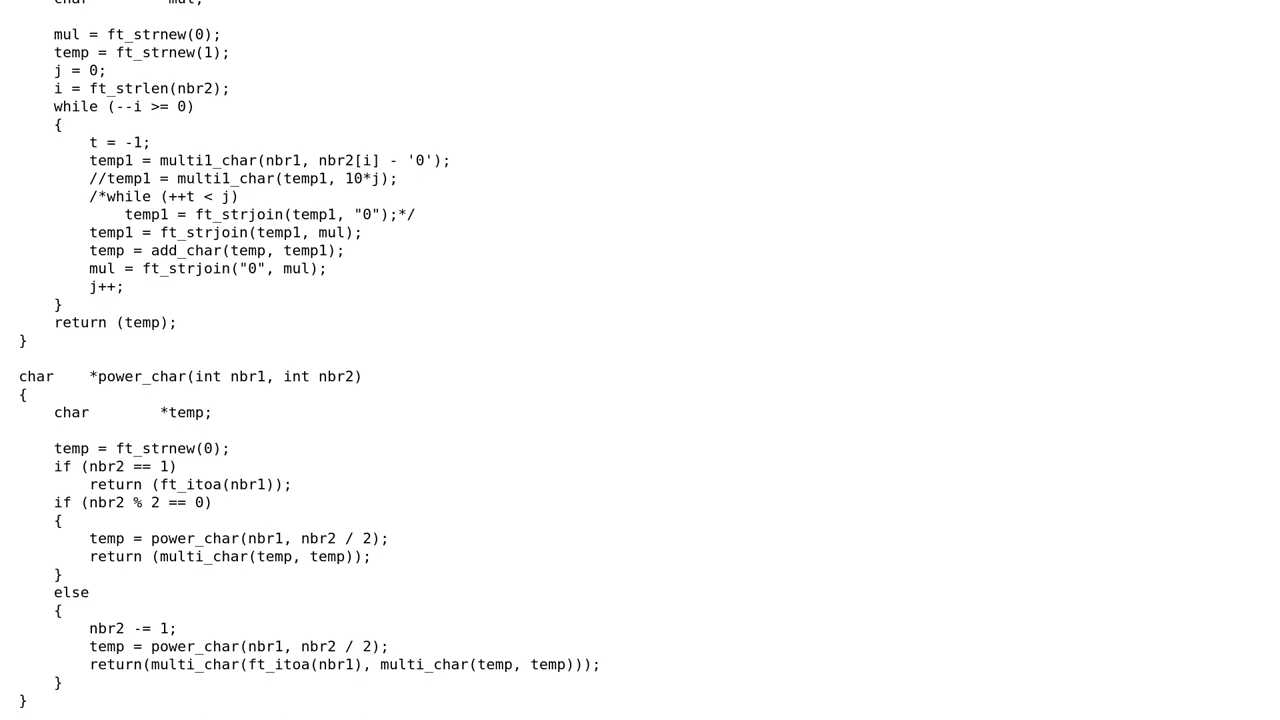 char         *mul;

    mul = ft_strnew(0);
    temp = ft_strnew(1);
    j = 0;
    i = ft_strlen(nbr2);
    while (--i >= 0)
    {
        t = -1;
        temp1 = multi1_char(nbr1, nbr2[i] - '0');
        //temp1 = multi1_char(temp1, 10*j);
        /*while (++t < j)
            temp1 = ft_strjoin(temp1, "0");*/
        temp1 = ft_strjoin(temp1, mul);
        temp = add_char(temp, temp1);
        mul = ft_strjoin("0", mul);
        j++;
    }
    return (temp);
}

char    *power_char(int nbr1, int nbr2)
{
    char        *temp;

    temp = ft_strnew(0);
    if (nbr2 == 1)
        return (ft_itoa(nbr1));
    if (nbr2 % 2 == 0)
    {
        temp = power_char(nbr1, nbr2 / 2);
        return (multi_char(temp, temp));
    }
    else
    {
        nbr2 -= 1;
        temp = power_char(nbr1, nbr2 / 2);
        return(multi_char(ft_itoa(nbr1), multi_char(temp, temp)));
    }
}